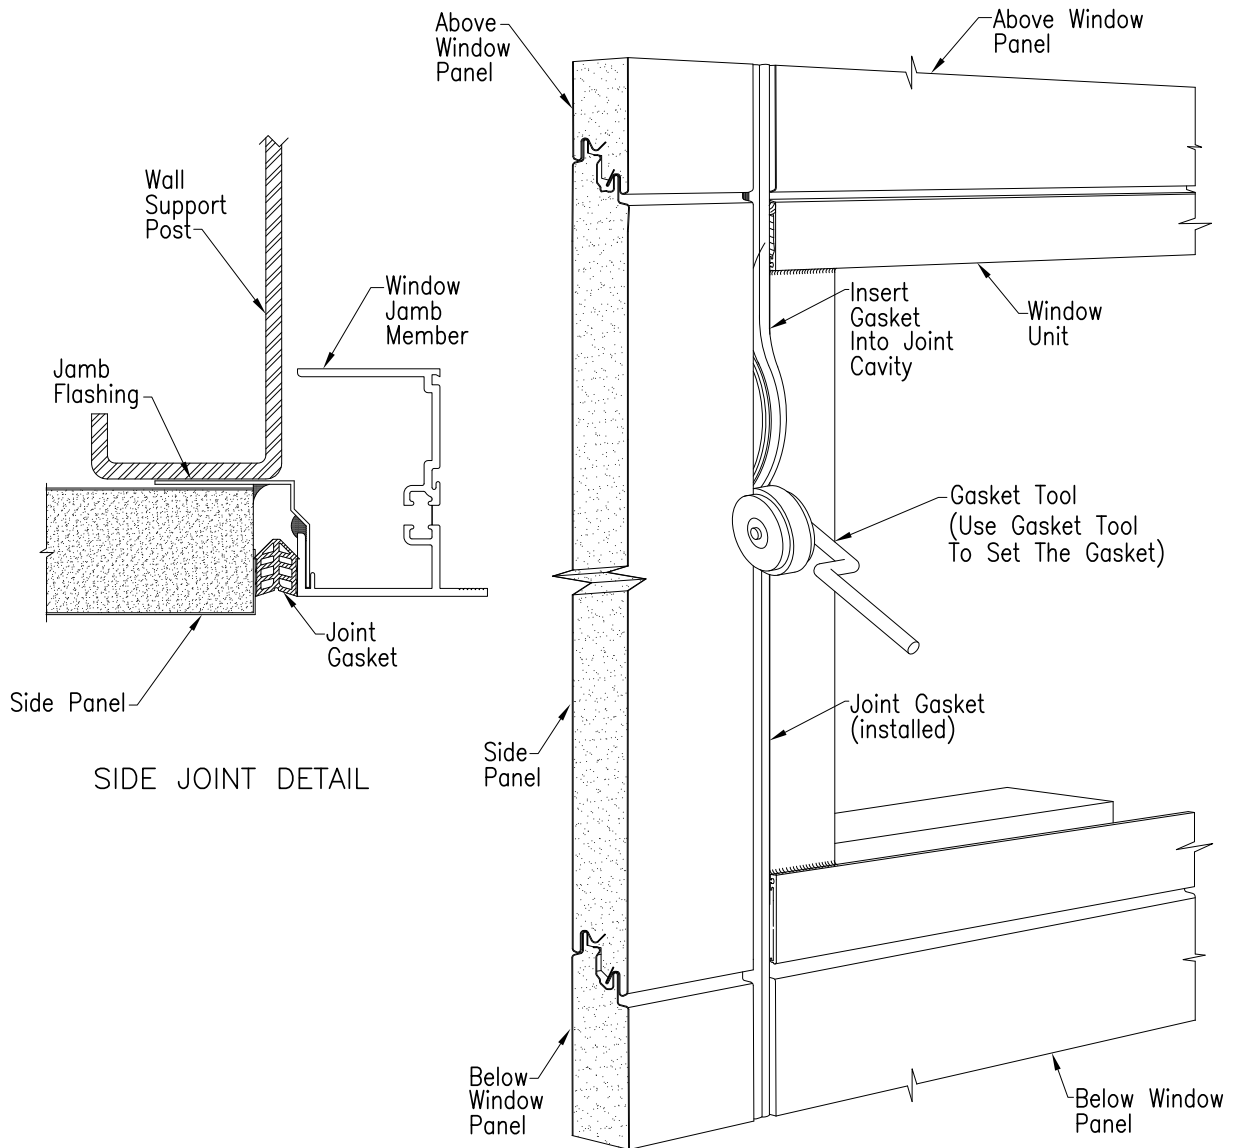 Above
Window
Panel
Above Window
Panel
Wall
Support
Post
Window
Jamb
Member
Jamb
Flashing
Joint
Gasket
Side Panel
SIDE JOINT DETAIL
Insert
Gasket
Into Joint
Cavity
Window
Unit
Gasket Tool
(Use Gasket Tool
To Set The Gasket)
Joint Gasket
(installed)
Side
Panel
Below
Window
Panel
Below Window
Panel